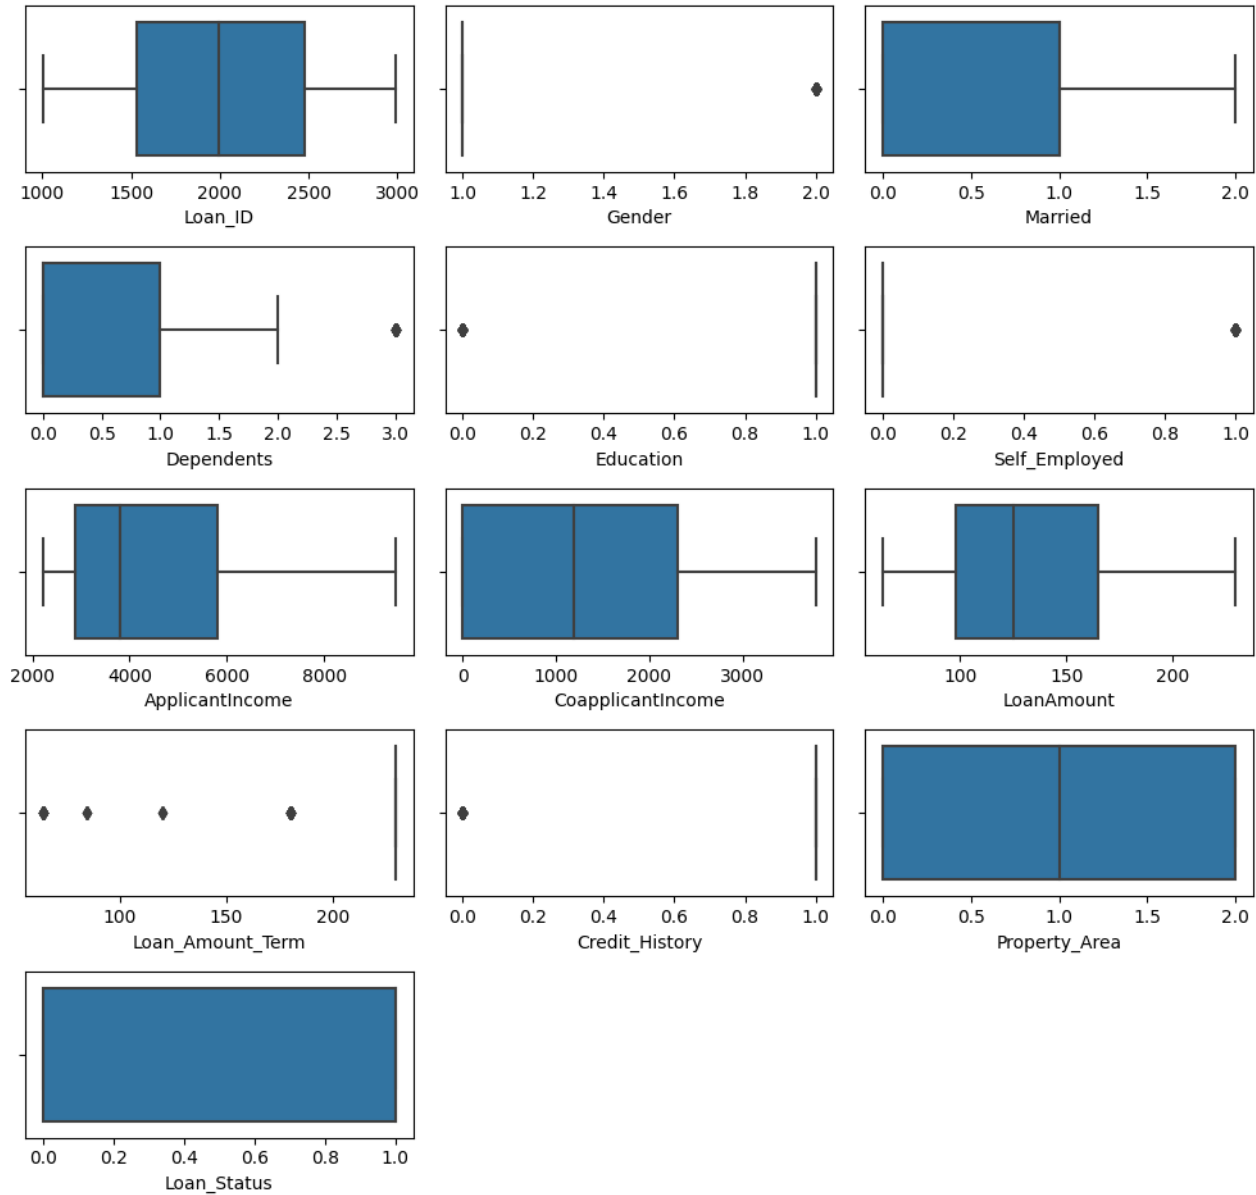 1000 1500 2000 2500 3000
Loan_ID
1.0 1.2 1.4 1.6 1.8 2.0
Gender
0.0 0.5 1.0 1.5 2.0
Married
0.0 0.5 1.0 1.5 2.0 2.5 3.0
Dependents
0.0 0.2 0.4 0.6 0.8 1.0
Education
0.0 0.2 0.4 0.6 0.8 1.0
Self_Employed
2000 4000 6000 8000
ApplicantIncome
0 1000 2000 3000
CoapplicantIncome
100 150 200
LoanAmount
100 150 200
Loan_Amount_Term
0.0 0.2 0.4 0.6 0.8 1.0
Credit_History
0.0 0.5 1.0 1.5 2.0
Property_Area
0.0 0.2 0.4 0.6 0.8 1.0
Loan_Status